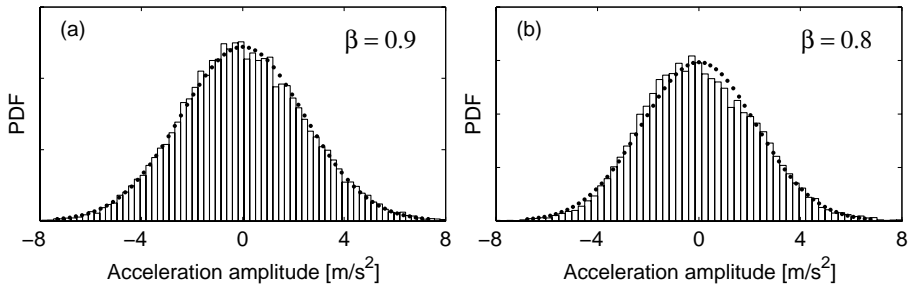 (a)
β = 0.9
PDF
−8 −4 0 4 8
Acceleration amplitude [m/s²]
(b)
β = 0.8
PDF
−8 −4 0 4 8
Acceleration amplitude [m/s²]